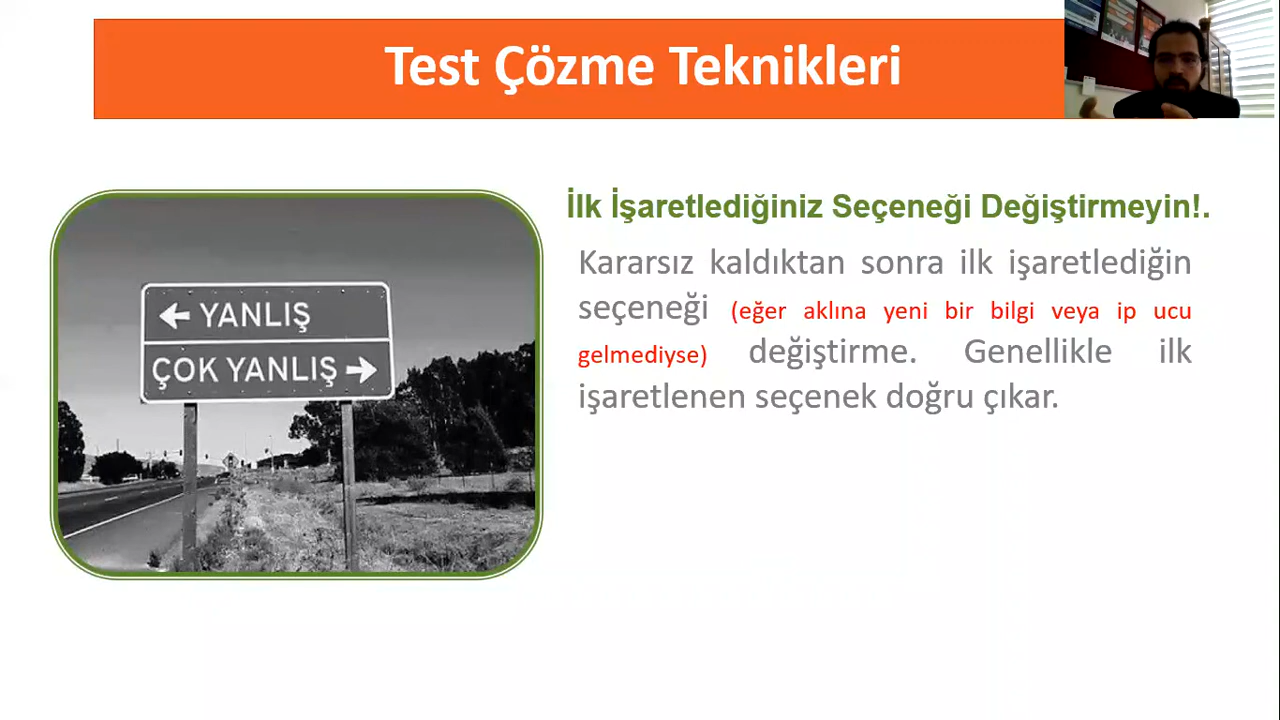 Test Çözme Teknikleri
← YANLIŞ
ÇOK YANLIŞ →
İlk İşaretlediğiniz Seçeneği Değiştirmeyin!.
Kararsız kaldıktan sonra ilk işaretlediğin
seçeneği (eğer aklına yeni bir bilgi veya ip ucu
gelmediyse) değiştirme. Genellikle ilk
işaretlenen seçenek doğru çıkar.